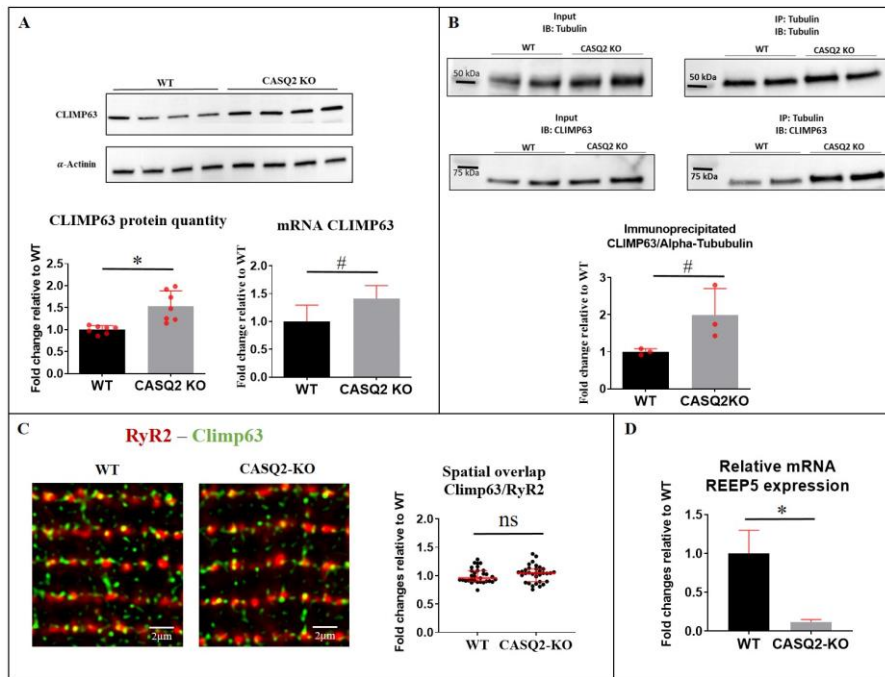 A
WT CASQ2 KO
CLIMP63
α-Actinin
CLIMP63 protein quantity
Fold change relative to WT
2.5
2.0
1.5
1.0
0.5
0.0
*
WT CASQ2 KO
mRNA CLIMP63
Fold change relative to WT
2.0
1.5
1.0
0.5
0.0
#
WT CASQ2 KO
B
Input
IB: Tubulin
WT CASQ2 KO
50 kDa
IP: Tubulin
IB: Tubulin
WT CASQ2 KO
50 kDa
Input
IB: CLIMP63
WT CASQ2 KO
75 kDa
IP: Tubulin
IB: CLIMP63
WT CASQ2 KO
75 kDa
Immunoprecipitated
CLIMP63/Alpha-Tububulin
Fold change relative to WT
3
2
1
0
#
WT CASQ2KO
C
RyR2 – Climp63
WT CASQ2-KO
2μm
2μm
Spatial overlap
Climp63/RyR2
Fold changes relative to WT
2.0
1.5
1.0
0.5
0.0
ns
WT CASQ2-KO
D
Relative mRNA
REEP5 expression
Fold changes relative to WT
1.5
1.0
0.5
0.0
*
WT CASQ2-KO